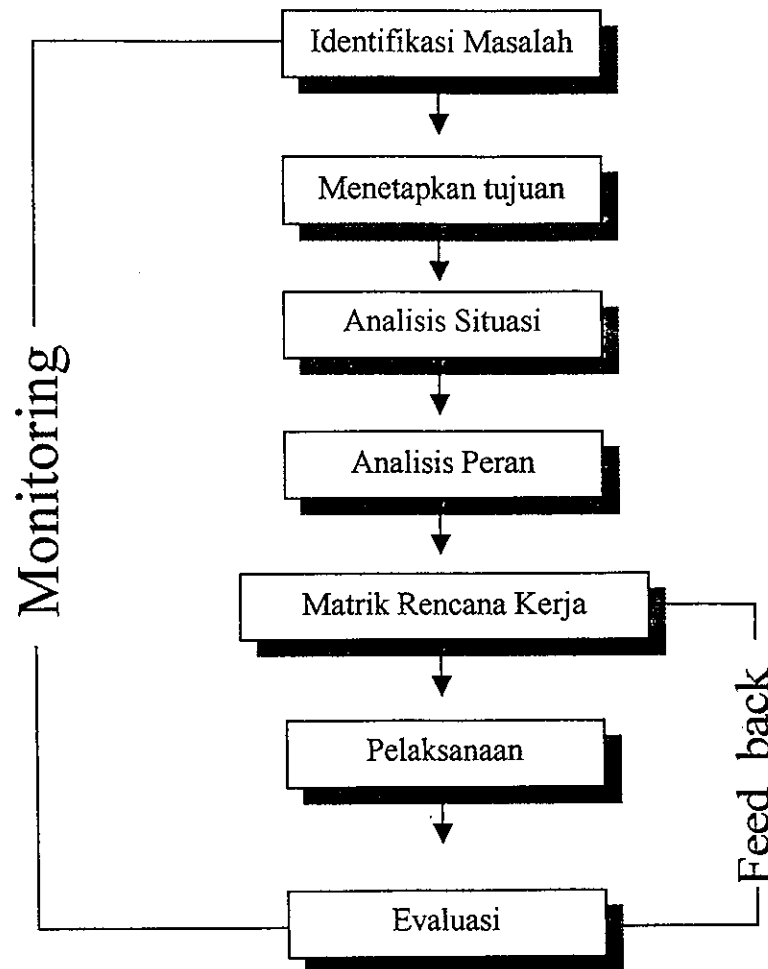 Identifikasi Masalah
Menetapkan tujuan
Analisis Situasi
Analisis Peran
Matrik Rencana Kerja
Pelaksanaan
Evaluasi
Monitoring
Feed back